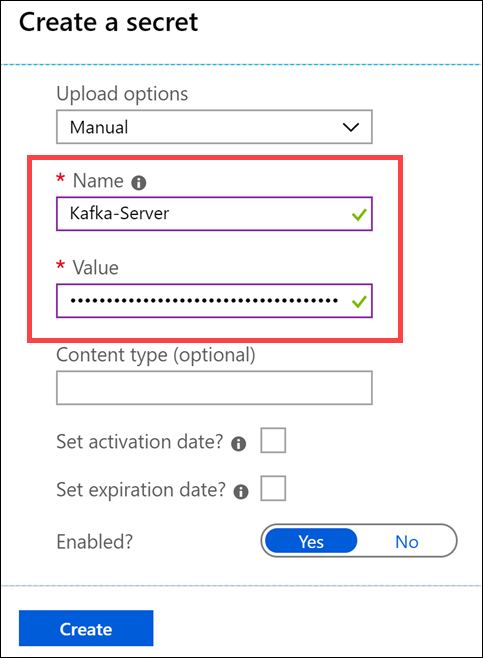 Create a secret
Upload options
Manual
* Name
Kafka-Server
* Value
Content type (optional)
Set activation date?
Set expiration date?
Enabled?
Yes No
Create